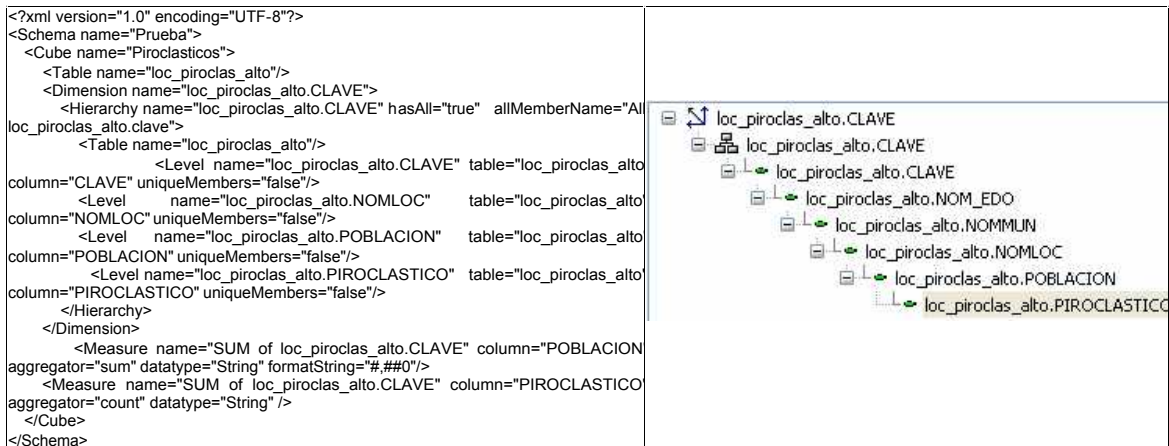 <?xml version="1.0" encoding="UTF-8"?>
<Schema name="Prueba">
<Cube name="Piroclasticos">
<Table name="loc_piroclas_alto"/>
<Dimension name="loc_piroclas_alto.CLAVE">
<Hierarchy name="loc_piroclas_alto.CLAVE" hasAll="true" allMemberName="All
loc_piroclas_alto.clave">
<Table name="loc_piroclas_alto"/>
<Level name="loc_piroclas_alto.CLAVE" table="loc_piroclas_alto
column="CLAVE" uniqueMembers="false"/>
<Level name="loc_piroclas_alto.NOMLOC" table="loc_piroclas_alto"
column="NOMLOC" uniqueMembers="false"/>
<Level name="loc_piroclas_alto.POBLACION" table="loc_piroclas_alto
column="POBLACION" uniqueMembers="false"/>
<Level name="loc_piroclas_alto.PIROCLASTICO" table="loc_piroclas_alto"
column="PIROCLASTICO" uniqueMembers="false"/>
</Hierarchy>
</Dimension>
<Measure name="SUM of loc_piroclas_alto.CLAVE" column="POBLACION"
aggregator="sum" datatype="String" formatString="#,##0"/>
<Measure name="SUM of loc_piroclas_alto.CLAVE" column="PIROCLASTICO"
aggregator="count" datatype="String" />
</Cube>
</Schema>
loc_piroclas_alto.CLAVE
loc_piroclas_alto.CLAVE
loc_piroclas_alto.CLAVE
loc_piroclas_alto.NOM_EDO
loc_piroclas_alto.NOMMUN
loc_piroclas_alto.NOMLOC
loc_piroclas_alto.POBLACION
loc_piroclas_alto.PIROCLASTICO